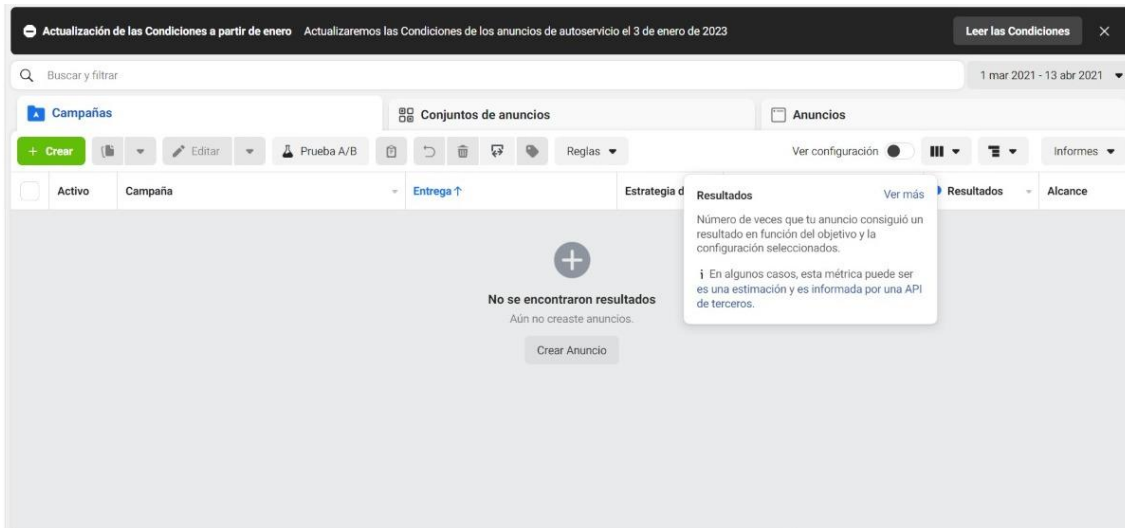 Actualización de las Condiciones a partir de enero Actualizaremos las Condiciones de los anuncios de autoservicio el 3 de enero de 2023 Leer las Condiciones
Buscar y filtrar 1 mar 2021 - 13 abr 2021
Campañas Conjuntos de anuncios Anuncios
+ Crear Editar Prueba A/B Reglas Ver configuración Informes
Activo Campaña Entrega ↑ Estrategia d Resultados Alcance
Resultados Ver más
Número de veces que tu anuncio consiguió un
resultado en función del objetivo y la
configuración seleccionados.
i En algunos casos, esta métrica puede ser
es una estimación y es informada por una API
de terceros.
No se encontraron resultados
Aún no creaste anuncios.
Crear Anuncio